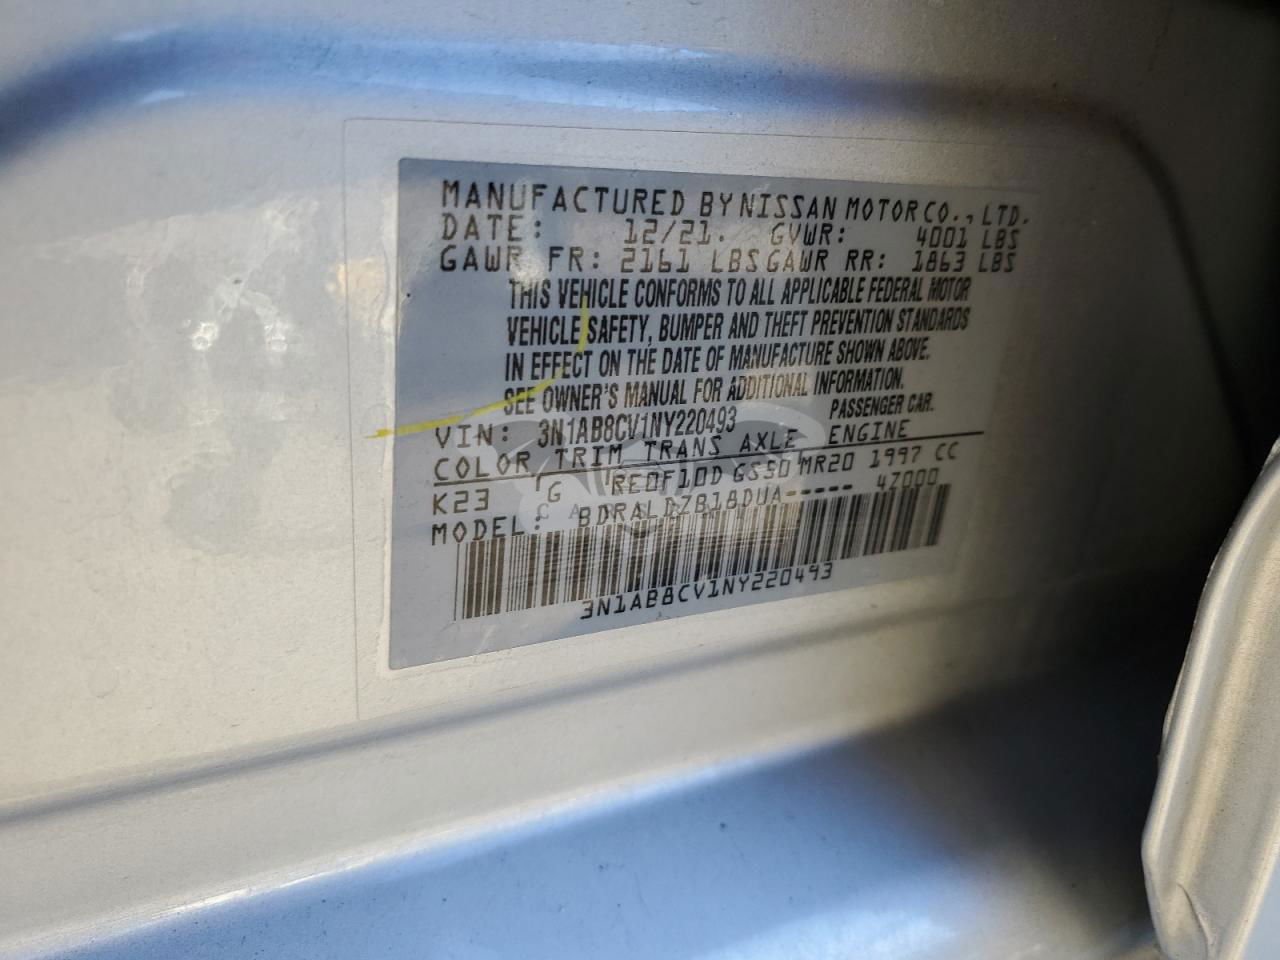 MANUFACTURED BY NISSAN MOTOR CO., LTD.
DATE: 12/21. GVWR: 4001 LBS
GAWR FR: 2161 LBS GAWR RR: 1863 LBS
THIS VEHICLE CONFORMS TO ALL APPLICABLE FEDERAL MOTOR
VEHICLE SAFETY, BUMPER AND THEFT PREVENTION STANDARDS
IN EFFECT ON THE DATE OF MANUFACTURE SHOWN ABOVE.
SEE OWNER'S MANUAL FOR ADDITIONAL INFORMATION.
VIN: 3N1AB8CV1NY220493 PASSENGER CAR.
COLOR TRIM TRANS AXLE ENGINE
K23 G RE0F10D GS50 MR20 1997 CC
MODEL: BDRALDZB18DUA----- 47000
3N1AB8CV1NY220493